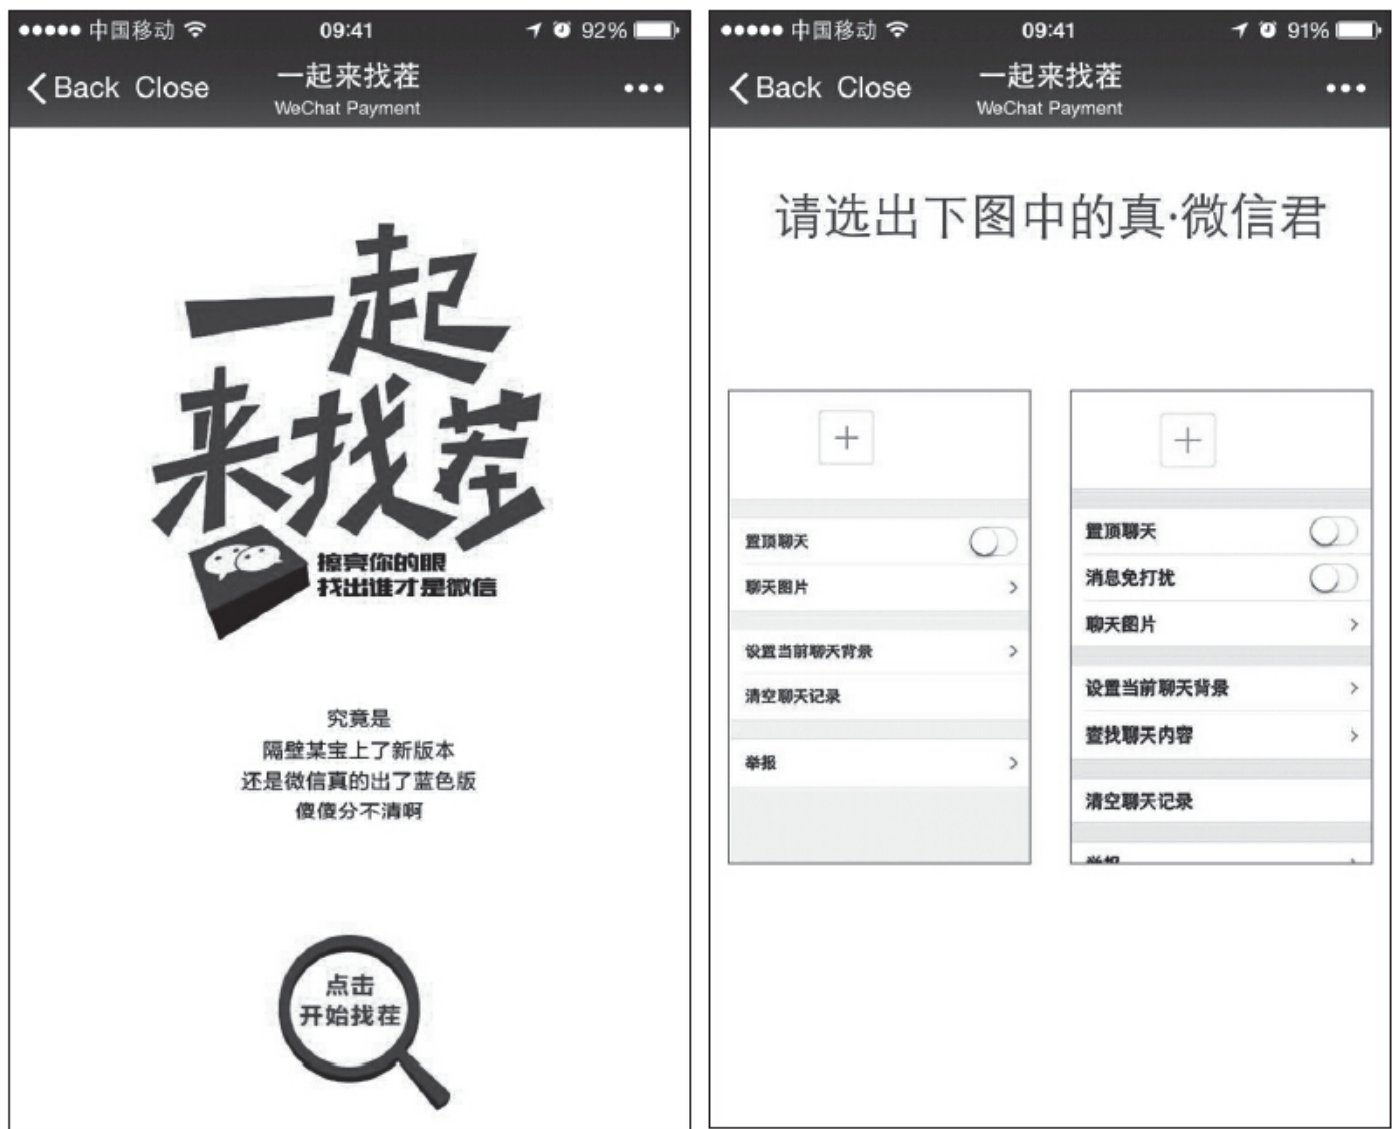 中国移动 09:41 92%
Back Close 一起来找茬
WeChat Payment
一起
来找茬
擦亮你的眼
找出谁才是微信
究竟是
隔壁某宝上了新版本
还是微信真的出了蓝色版
傻傻分不清啊
点击
开始找茬
中国移动 09:41 91%
Back Close 一起来找茬
WeChat Payment
请选出下图中的真·微信君
置顶聊天
聊天图片
设置当前聊天背景
清空聊天记录
举报
置顶聊天
消息免打扰
聊天图片
设置当前聊天背景
查找聊天内容
清空聊天记录
举报